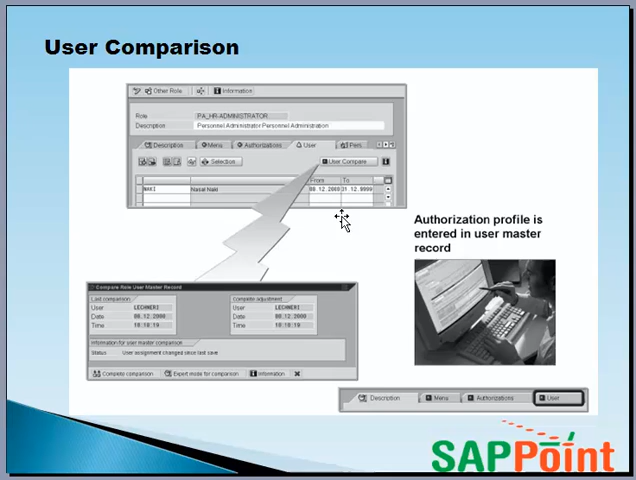 User Comparison
Other Role
Information
Role PA_HR-ADMINISTRATOR
Description Personnel Administrator Personnel Administration
Description Menu Authorizations User Pers
Selection User Compare
From To
NAKI Nasal Naki 08.12.2000 31.12.9999
Authorization profile is
entered in user master
record
Compare Role User Master Record
Last comparison Complete adjustment
User LECHNERI User LECHNERI
Date 08.12.2000 Date 08.12.2000
Time 18:18:19 Time 18:18:19
Information for user master comparison
Status User assignment changed since last save
Complete comparison Expert mode for comparison Information
Description Menu Authorizations User
SAPPoint